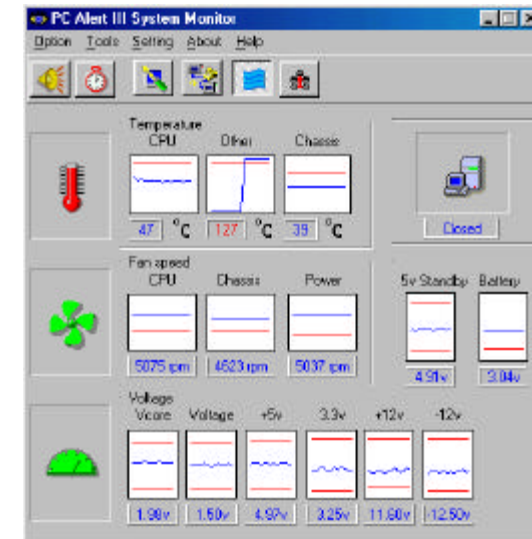 PC Alert III System Monitor
Option Tools Setting About Help
Temperature
CPU Other Chassis
47 °C 127 °C 39 °C
Closed
Fan speed
CPU Chassis Power
5075 rpm 4623 rpm 5037 rpm
5v Standby Battery
4.91v 3.04v
Voltage
Vcore Voltage +5v 3.3v +12v -12v
1.98v 1.50v 4.97v 3.25v 11.80v -12.50v